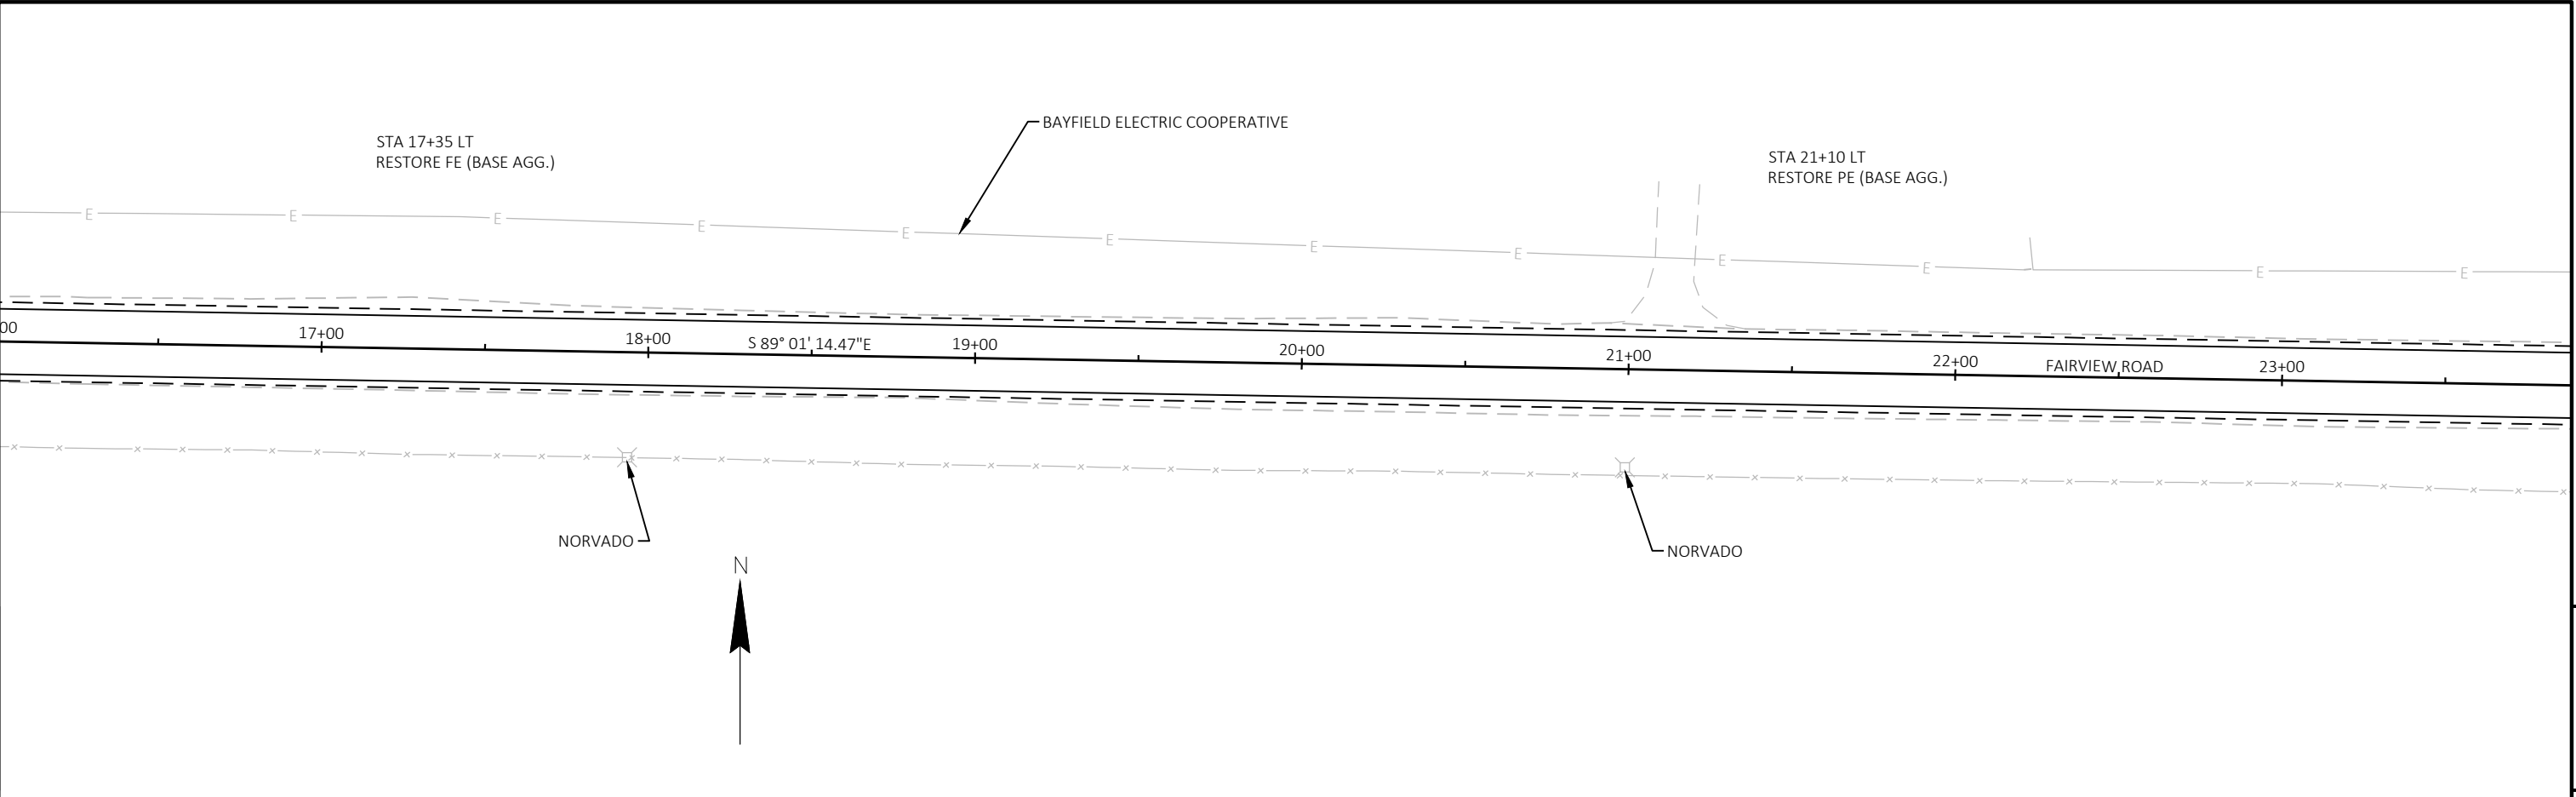 BAYFIELD ELECTRIC COOPERATIVE
STA 17+35 LT
RESTORE FE (BASE AGG.)
STA 21+10 LT
RESTORE PE (BASE AGG.)
E E E E E E E E E E E E
00
17+00
18+00
S 89° 01' 14.47"E
19+00
20+00
21+00
22+00
FAIRVIEW ROAD
23+00
NORVADO
NORVADO
N